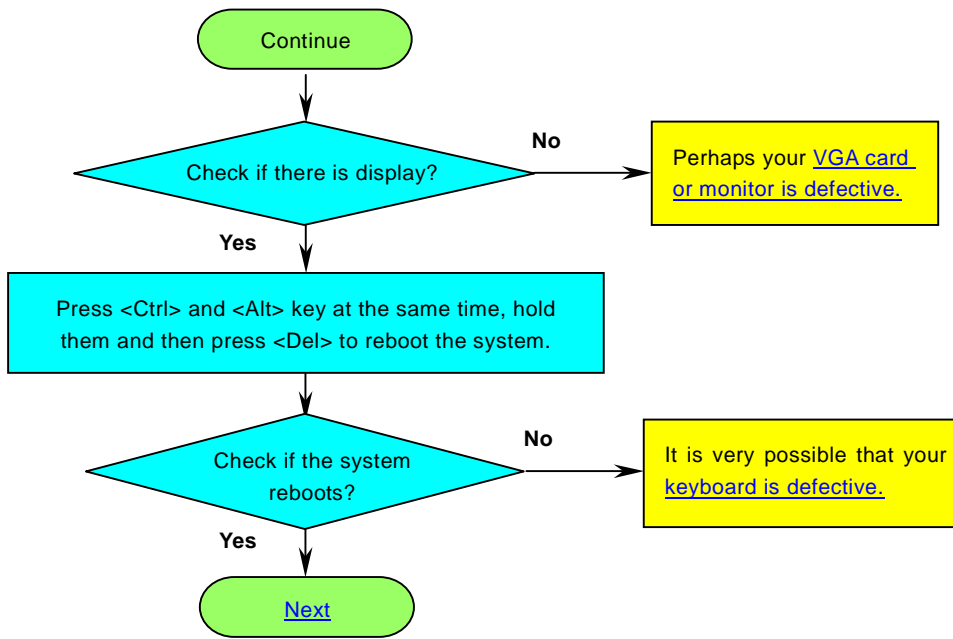 Continue
No
Check if there is display?
Perhaps your VGA card
or monitor is defective.
Yes
Press <Ctrl> and <Alt> key at the same time, hold
them and then press <Del> to reboot the system.
No
Check if the system
reboots?
It is very possible that your
keyboard is defective.
Yes
Next